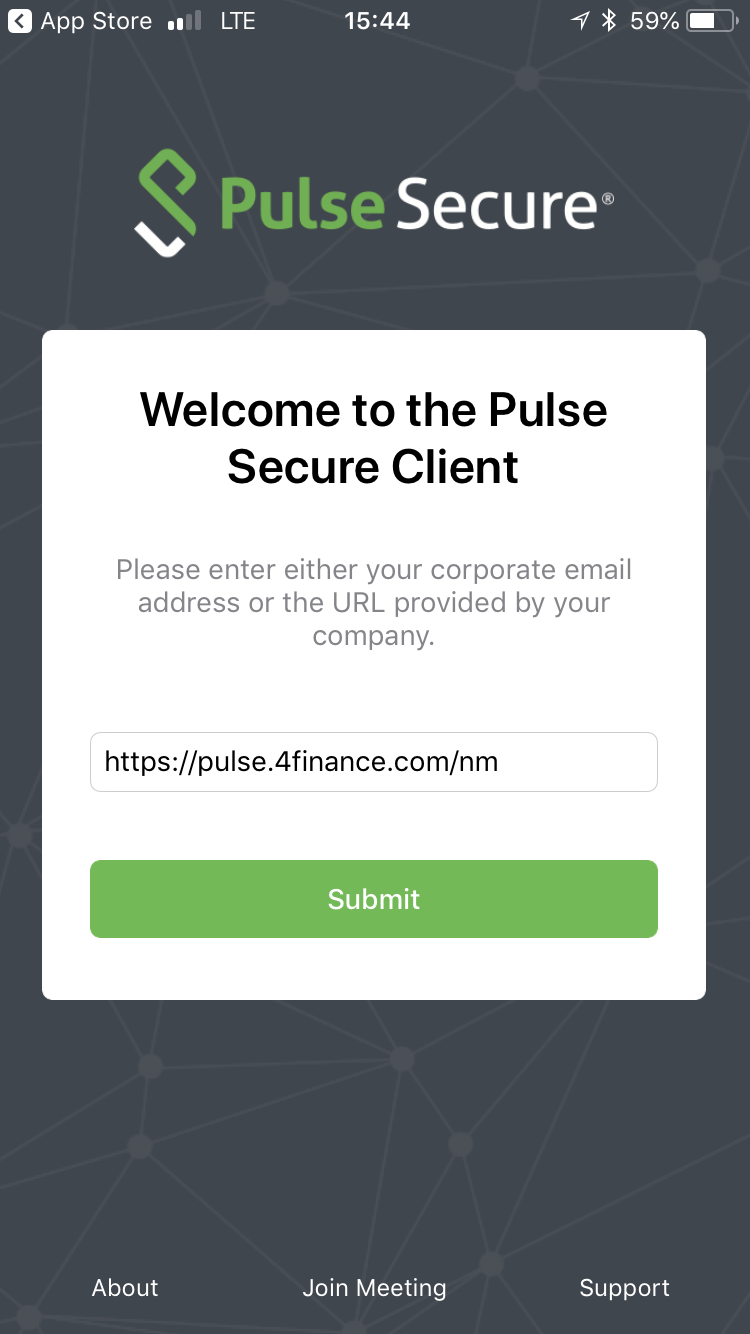 App Store LTE 15:44 59%
Pulse Secure®
Welcome to the Pulse
Secure Client
Please enter either your corporate email
address or the URL provided by your
company.
https://pulse.4finance.com/nm
Submit
About Join Meeting Support